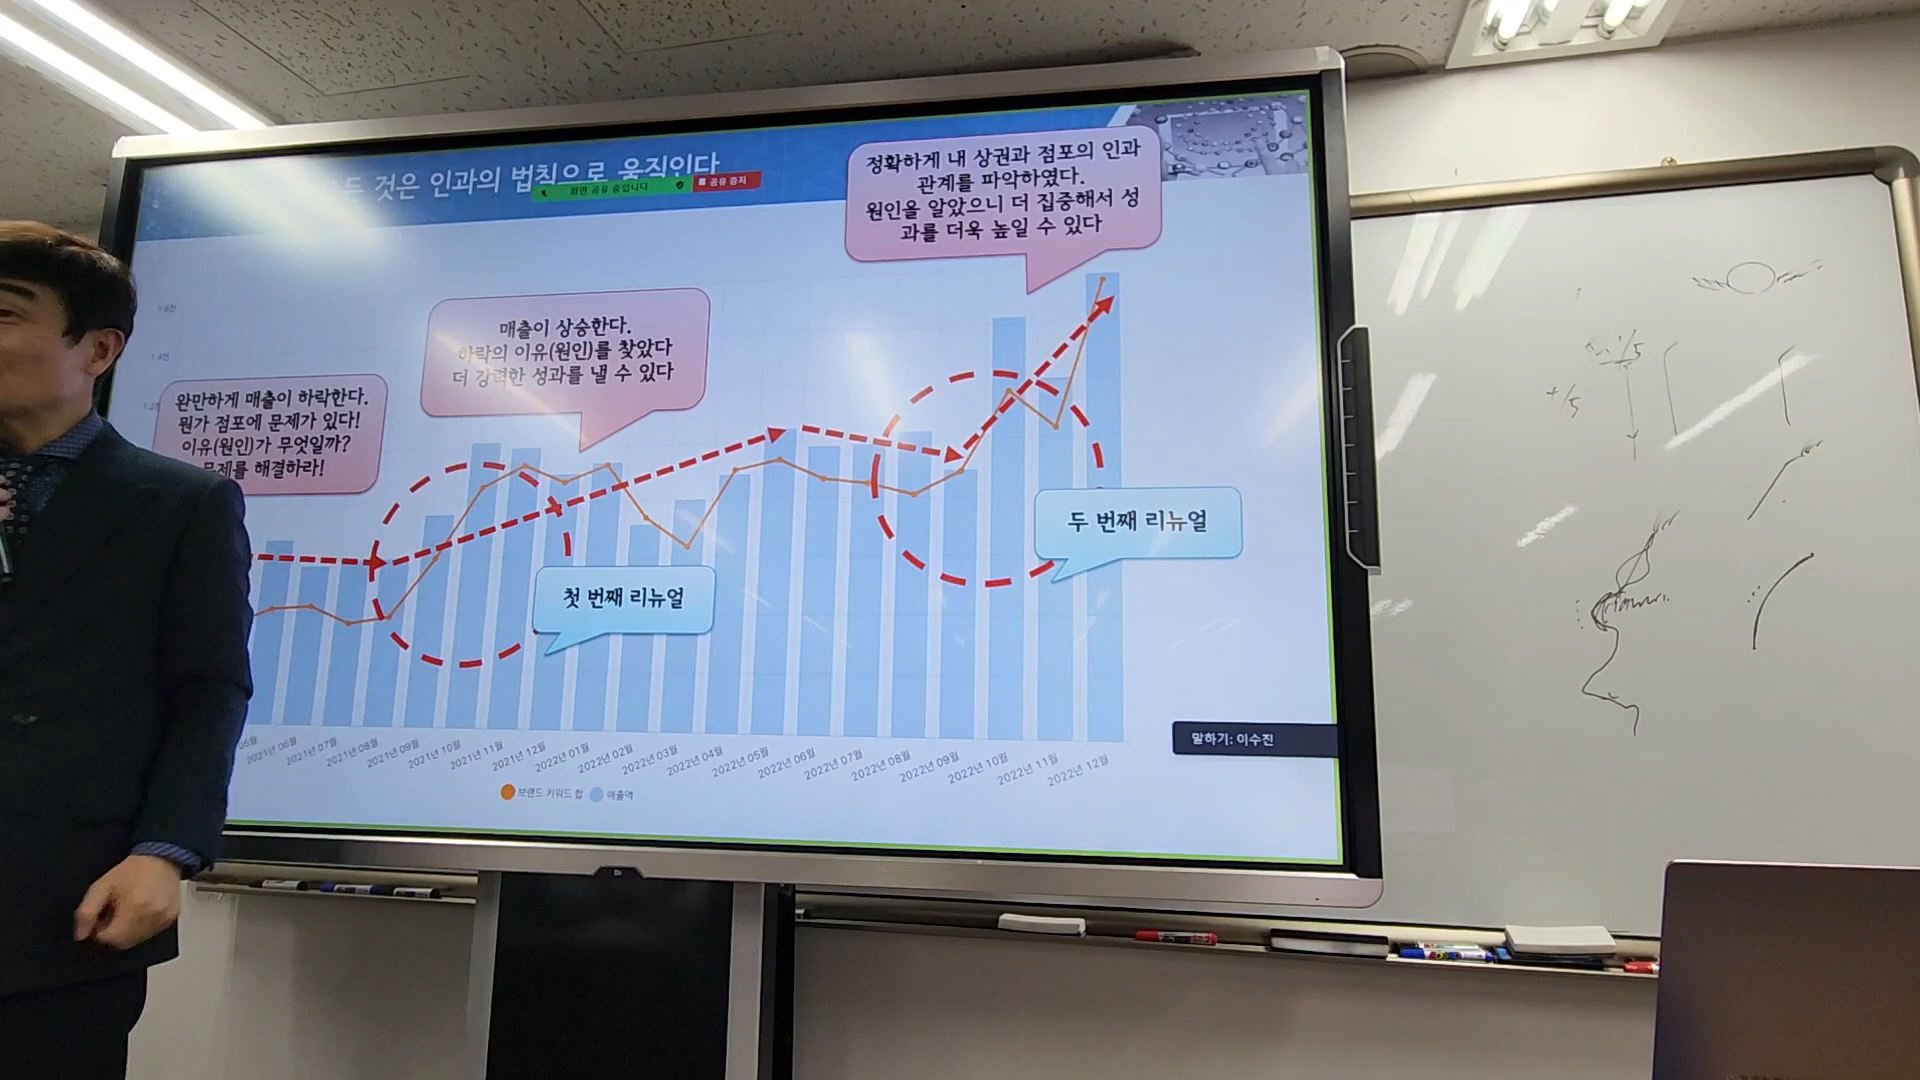 것은 인과의 법칙으로 움직인다
화면 공유 중입니다
공유 중지
정확하게 내 상권과 점포의 인과
관계를 파악하였다.
원인을 알았으니 더 집중해서 성
과를 더욱 높일 수 있다
매출이 상승한다.
하락의 이유(원인)를 찾았다
더 강력한 성과를 낼 수 있다
완만하게 매출이 하락한다.
뭔가 점포에 문제가 있다!
이유(원인)가 무엇일까?
문제를 해결하라!
1.6천
1.4천
첫 번째 리뉴얼
두 번째 리뉴얼
말하기: 이수진
05월
2021년 06월
2021년 07월
2021년 08월
2021년 09월
2021년 10월
2021년 11월
2021년 12월
2022년 01월
2022년 02월
2022년 03월
2022년 04월
2022년 05월
2022년 06월
2022년 07월
2022년 08월
2022년 09월
2022년 10월
2022년 11월
2022년 12월
브랜드 키워드 합
매출액
+/5